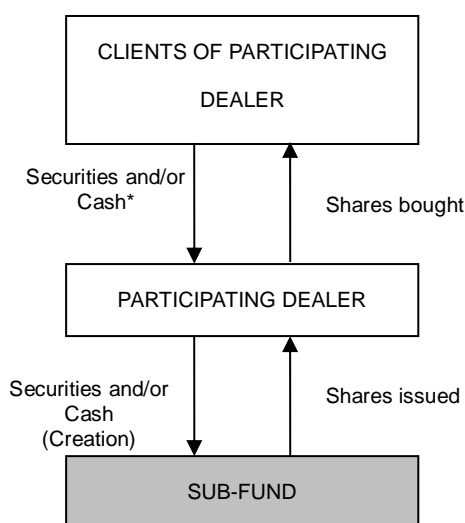 CLIENTS OF PARTICIPATING
DEALER
Securities and/or
Cash*
Shares bought
PARTICIPATING DEALER
Securities and/or
Cash
(Creation)
Shares issued
SUB-FUND